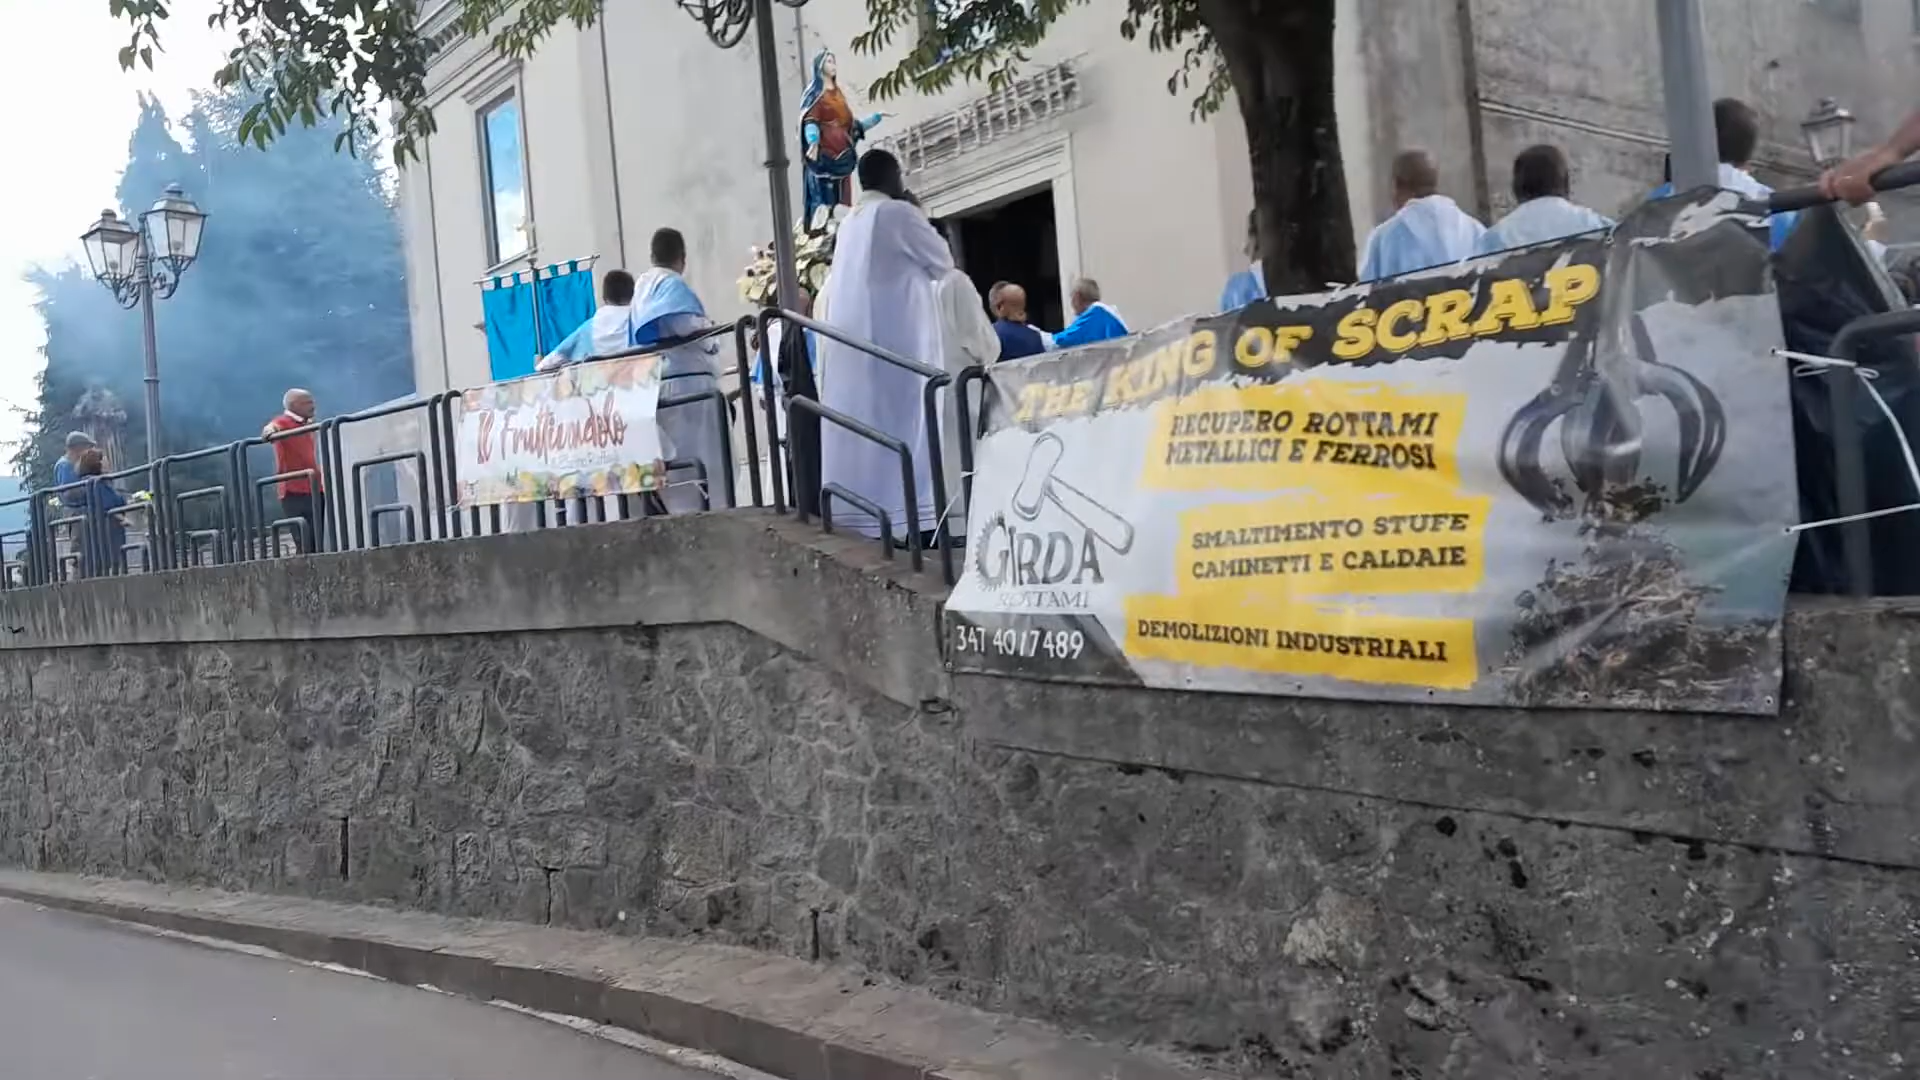 Il Fruttivendolo
THE KING OF SCRAP
RECUPERO ROTTAMI
METALLICI E FERROSI
SMALTIMENTO STUFE
CAMINETTI E CALDAIE
DEMOLIZIONI INDUSTRIALI
GIRDA
ROTTAMI
347 4017489